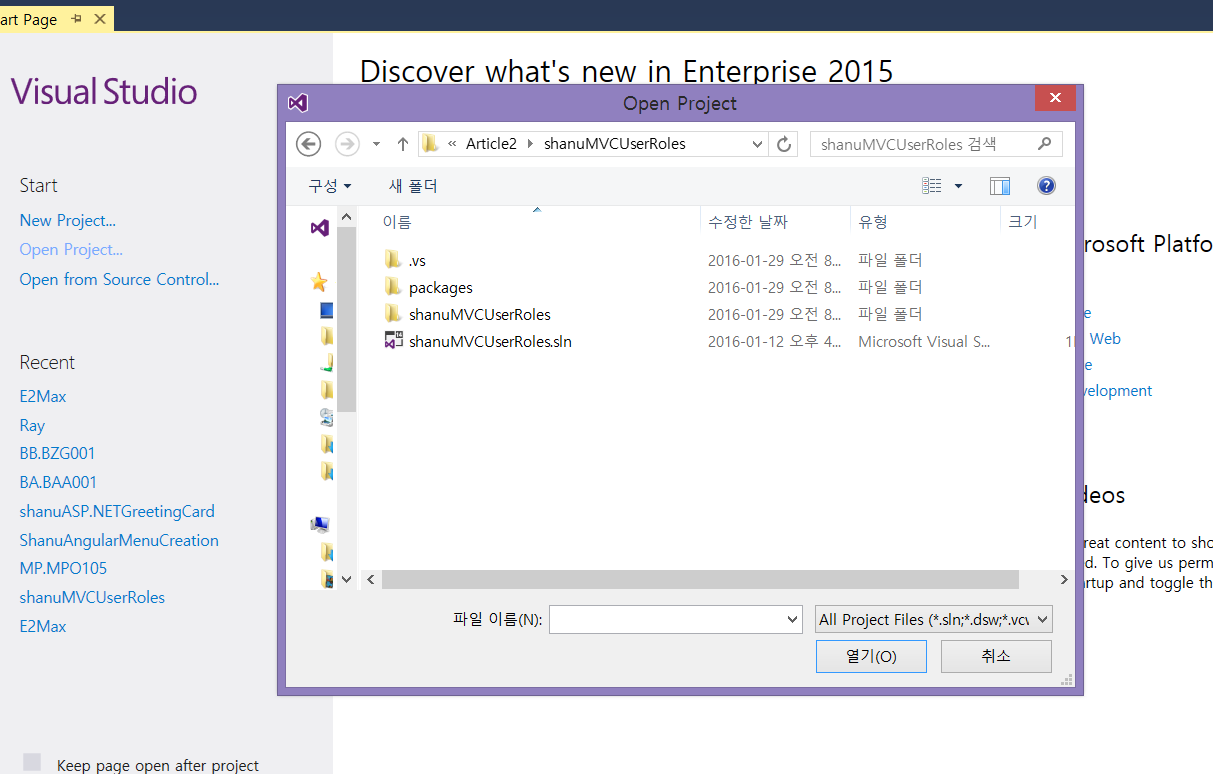 art Page
Visual Studio
Start
New Project...
Open Project...
Open from Source Control...
Recent
E2Max
Ray
BB.BZG001
BA.BAA001
shanuASP.NETGreetingCard
ShanuAngularMenuCreation
MP.MPO105
shanuMVCUserRoles
E2Max
Keep page open after project
Discover what's new in Enterprise 2015
Open Project
« Article2 shanuMVCUserRoles
shanuMVCUserRoles 검색
구성 새 폴더
이름 수정한 날짜 유형 크기
.vs 2016-01-29 오전 8... 파일 폴더
packages 2016-01-29 오전 8... 파일 폴더
shanuMVCUserRoles 2016-01-29 오전 8... 파일 폴더
shanuMVCUserRoles.sln 2016-01-12 오후 4... Microsoft Visual S... 1
파일 이름(N):
All Project Files (*.sln;*.dsw;*.vcw
열기(O) 취소
rosoft Platfo
e
Web
e
velopment
deos
reat content to sho
d. To give us perm
artup and toggle th